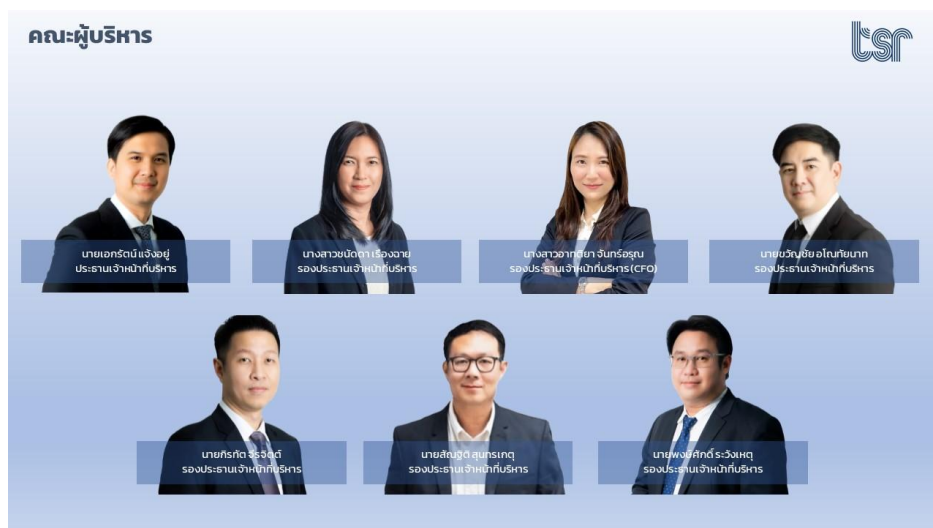 คณะผู้บริหาร
tsr
นายเอกรัตน์ แจ้งอยู่
ประธานเจ้าหน้าที่บริหาร
นางสาวชนัดดา เรืองฉาย
รองประธานเจ้าหน้าที่บริหาร
นางสาวอาทิติยา จันทร์อรุณ
รองประธานเจ้าหน้าที่บริหาร (CFO)
นายขวัญชัย อโณทัยนาท
รองประธานเจ้าหน้าที่บริหาร
นายกิรทัต จิรจิตต์
รองประธานเจ้าหน้าที่บริหาร
นายสัณฐิติ สุนทรเกตุ
รองประธานเจ้าหน้าที่บริหาร
นายพงษ์ศักดิ์ ระวังเหตุ
รองประธานเจ้าหน้าที่บริหาร